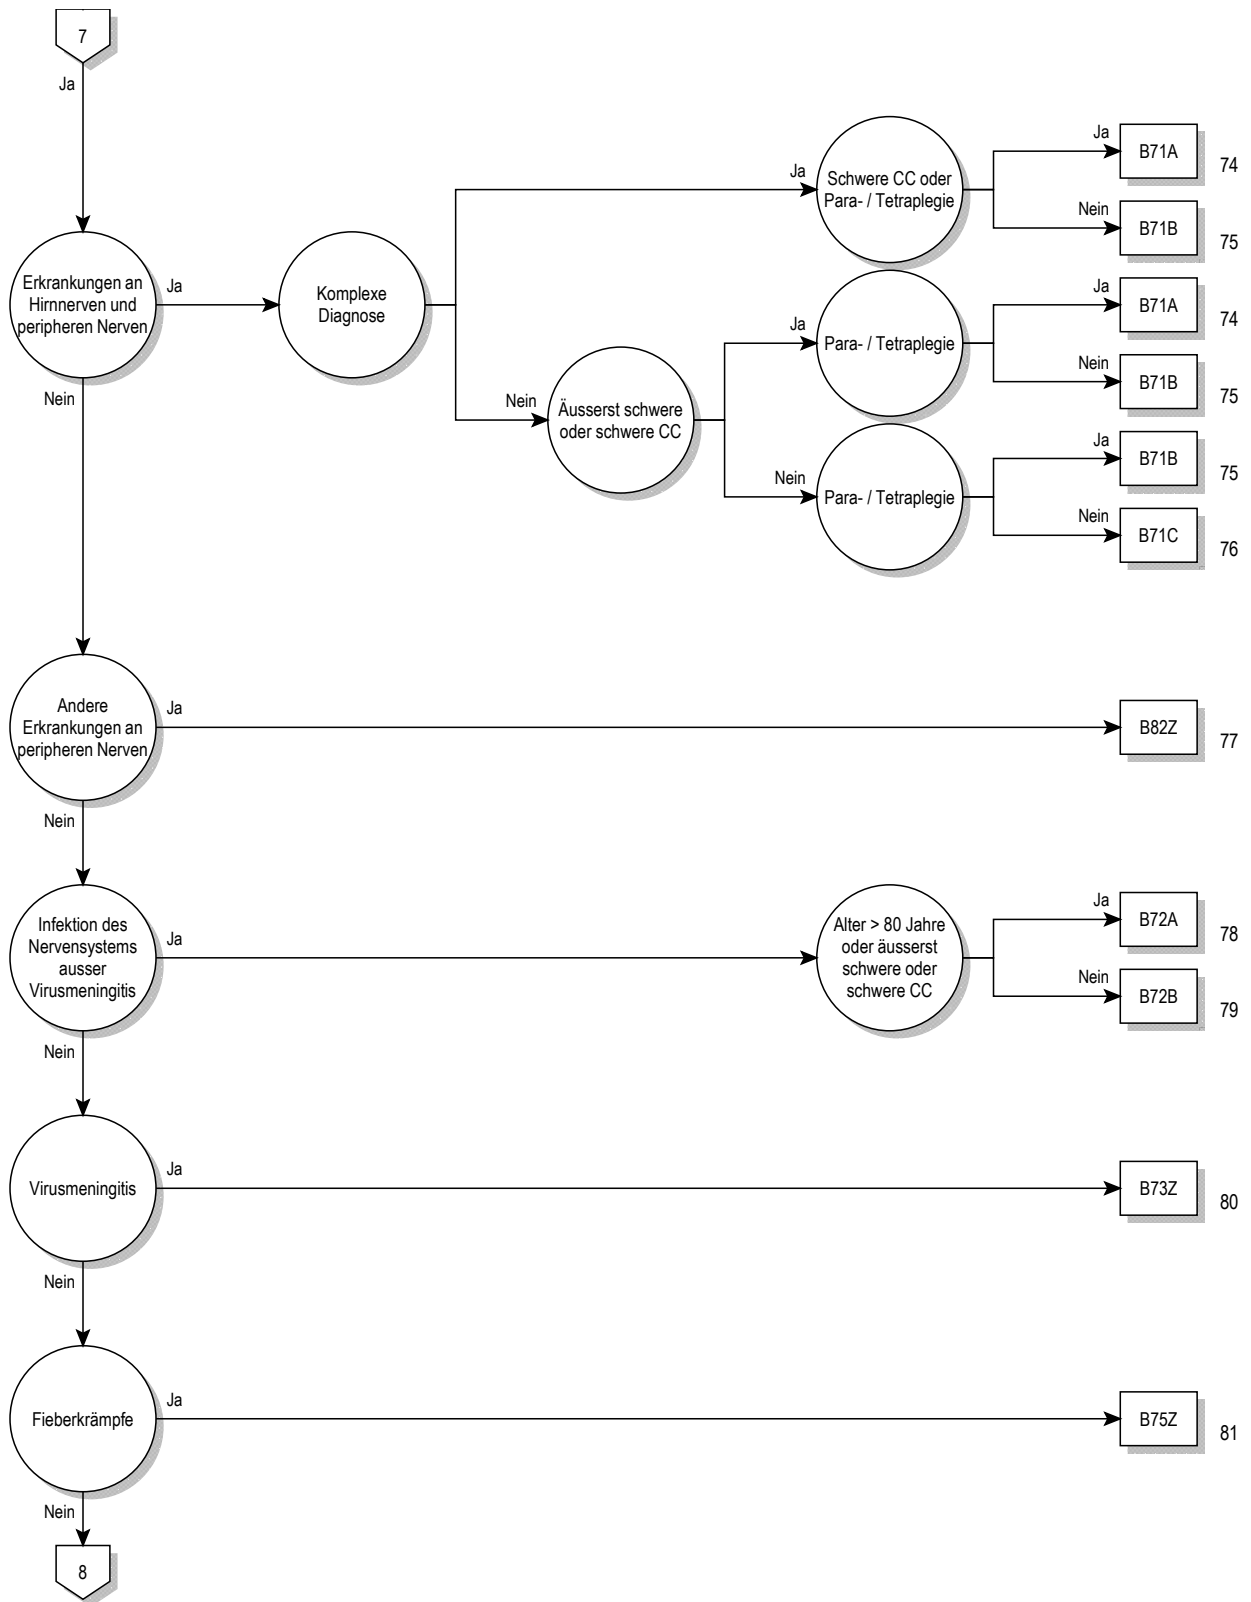 7
Ja
Ja
B71A
74
Ja
Schwere CC oder
Para- / Tetraplegie
Nein
B71B
75
Erkrankungen an
Hirnnerven und
peripheren Nerven
Ja
Komplexe
Diagnose
Ja
B71A
74
Ja
Para- / Tetraplegie
Nein
B71B
75
Nein
Nein
Äusserst schwere
oder schwere CC
Ja
B71B
75
Nein
Para- / Tetraplegie
Nein
B71C
76
Andere
Erkrankungen an
peripheren Nerven
Ja
B82Z
77
Nein
Infektion des
Nervensystems
ausser
Virusmeningitis
Ja
Alter > 80 Jahre
oder äusserst
schwere oder
schwere CC
Ja
B72A
78
Nein
B72B
79
Nein
Virusmeningitis
Ja
B73Z
80
Nein
Fieberkrämpfe
Ja
B75Z
81
Nein
8